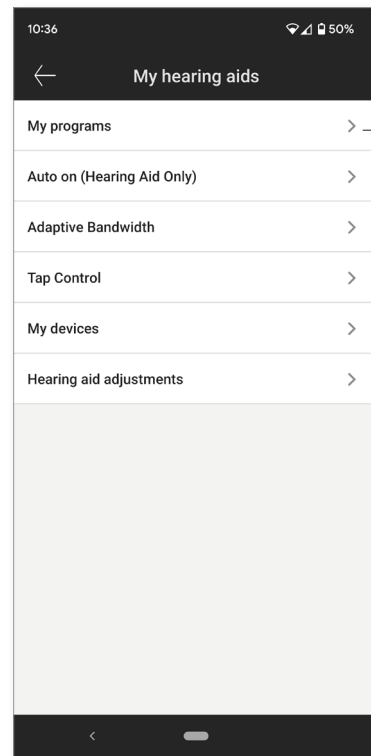 10:36 50%
My hearing aids
My programs
Auto on (Hearing Aid Only)
Adaptive Bandwidth
Tap Control
My devices
Hearing aid adjustments